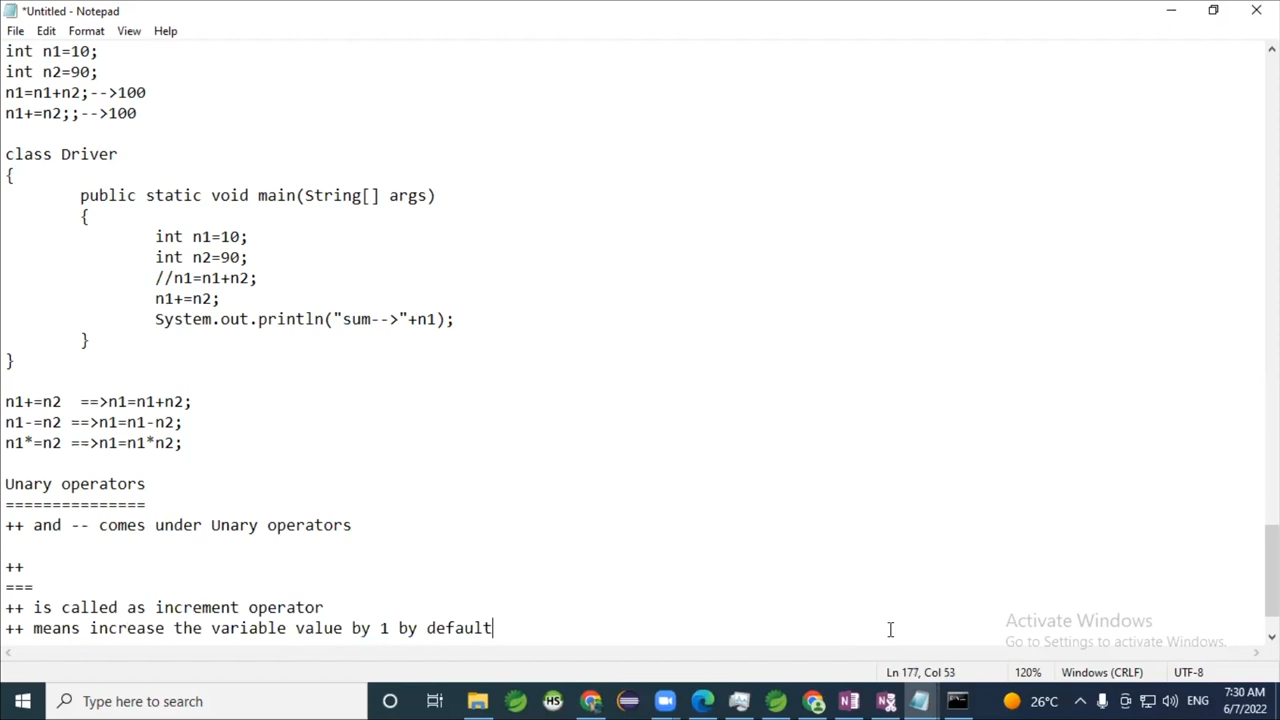 *Untitled - Notepad
File Edit Format View Help
int n1=10;
int n2=90;
n1=n1+n2;-->100
n1+=n2;;-->100
class Driver
{
public static void main(String[] args)
{
int n1=10;
int n2=90;
//n1=n1+n2;
n1+=n2;
System.out.println("sum-->"+n1);
}
}
n1+=n2  ==>n1=n1+n2;
n1-=n2 ==>n1=n1-n2;
n1*=n2 ==>n1=n1*n2;
Unary operators
===============
++ and -- comes under Unary operators
++
===
++ is called as increment operator
++ means increase the variable value by 1 by default
Activate Windows
Go to Settings to activate Windows.
Ln 177, Col 53 120% Windows (CRLF) UTF-8
Type here to search HS 26°C ENG 7:30 AM
6/7/2022